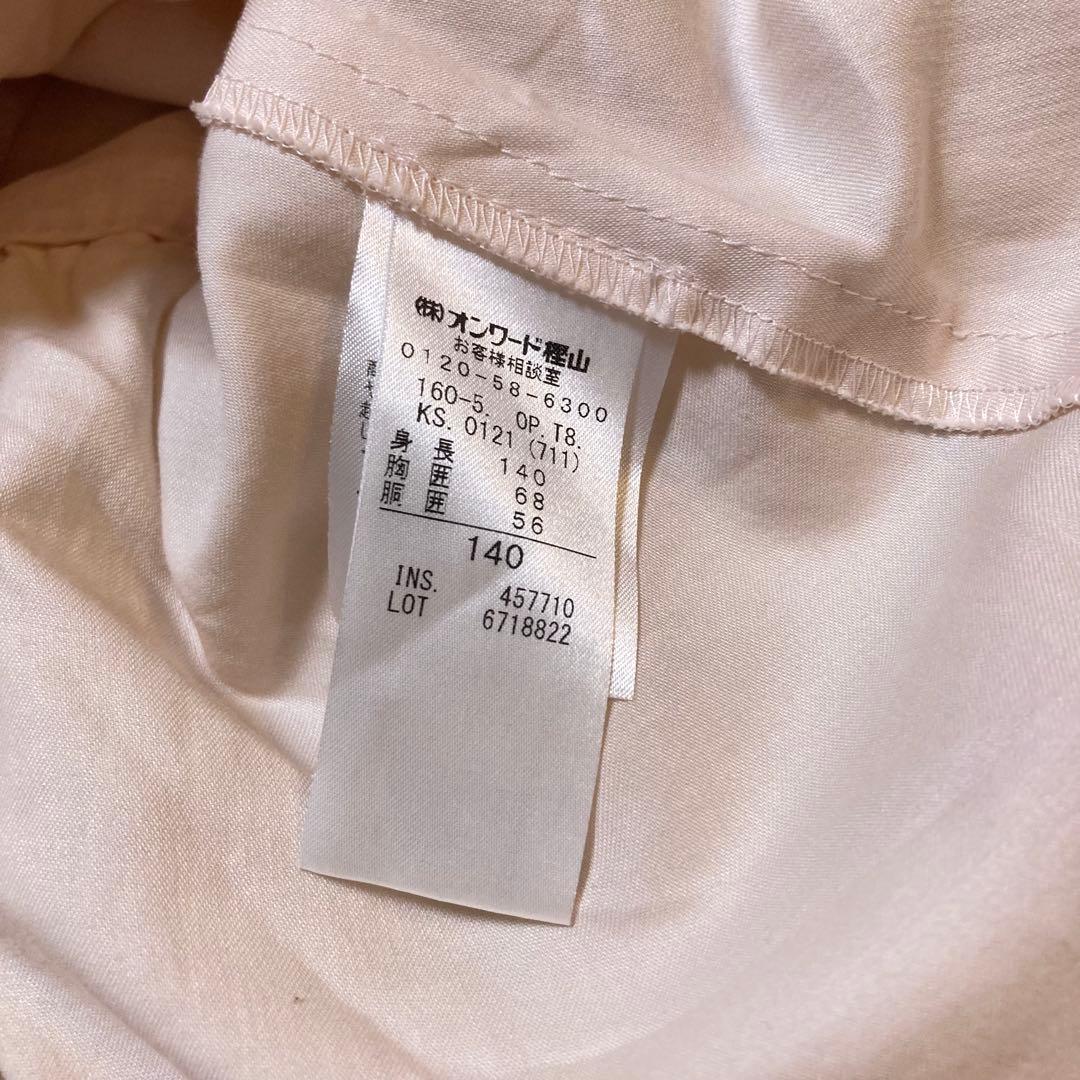 ㈱オンワード樫山
お客様相談室
0120-58-6300
160-5. OP.T8.
KS. 0121 (711)
身長 140
胸囲 68
胴囲 56
140
INS. 457710
LOT 6718822